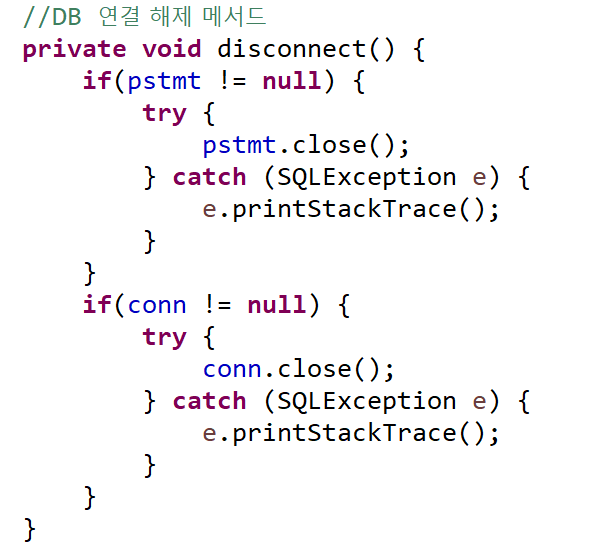 //DB 연결 해제 메서드
private void disconnect() {
    if(pstmt != null) {
        try {
            pstmt.close();
        } catch (SQLException e) {
            e.printStackTrace();
        }
    }
    if(conn != null) {
        try {
            conn.close();
        } catch (SQLException e) {
            e.printStackTrace();
        }
    }
}